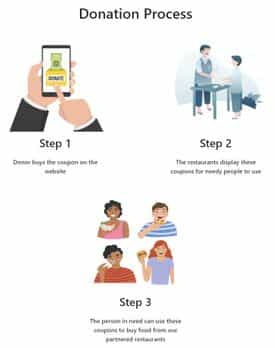 Donation Process
DONATE
Step 1
Donor buys the coupon on the
website
Step 2
The restaurants display these
coupons for needy people to use
Step 3
The person in need can use these
coupons to buy food from our
partnered restaurants